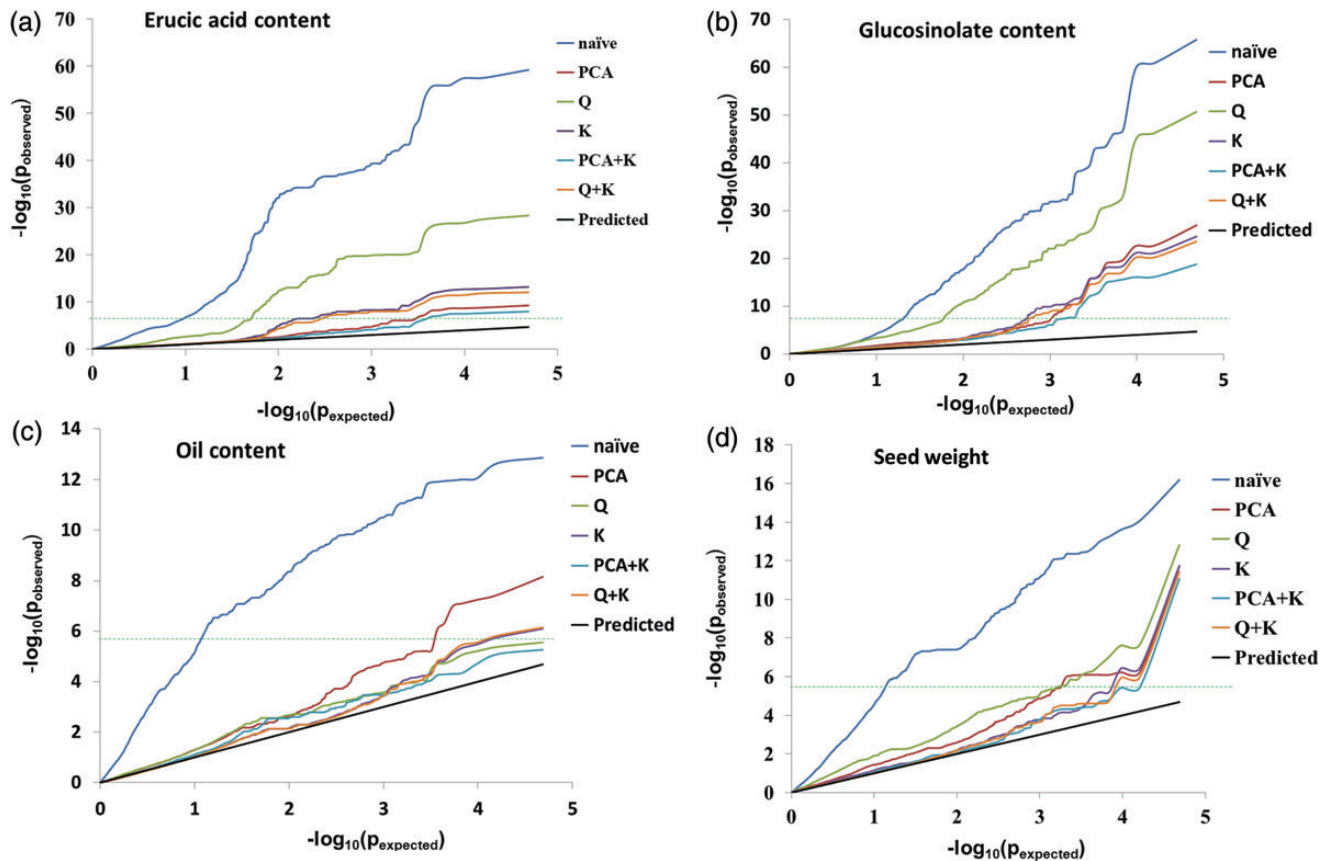 (a)
Erucic acid content
70
60
50
40
30
20
10
0
0 1 2 3 4 5
-log10(pobserved)
-log10(pexpected)
naïve
PCA
Q
K
PCA+K
Q+K
Predicted
(b)
Glucosinolate content
70
60
50
40
30
20
10
0
0 1 2 3 4 5
-log10(pobserved)
-log10(pexpected)
naïve
PCA
Q
K
PCA+K
Q+K
Predicted
(c)
Oil content
14
12
10
8
6
4
2
0
0 1 2 3 4 5
-log10(pobserved)
-log10(pexpected)
naïve
PCA
Q
K
PCA+K
Q+K
Predicted
(d)
Seed weight
18
16
14
12
10
8
6
4
2
0
0 1 2 3 4 5
-log10(pobserved)
-log10(pexpected)
naïve
PCA
Q
K
PCA+K
Q+K
Predicted